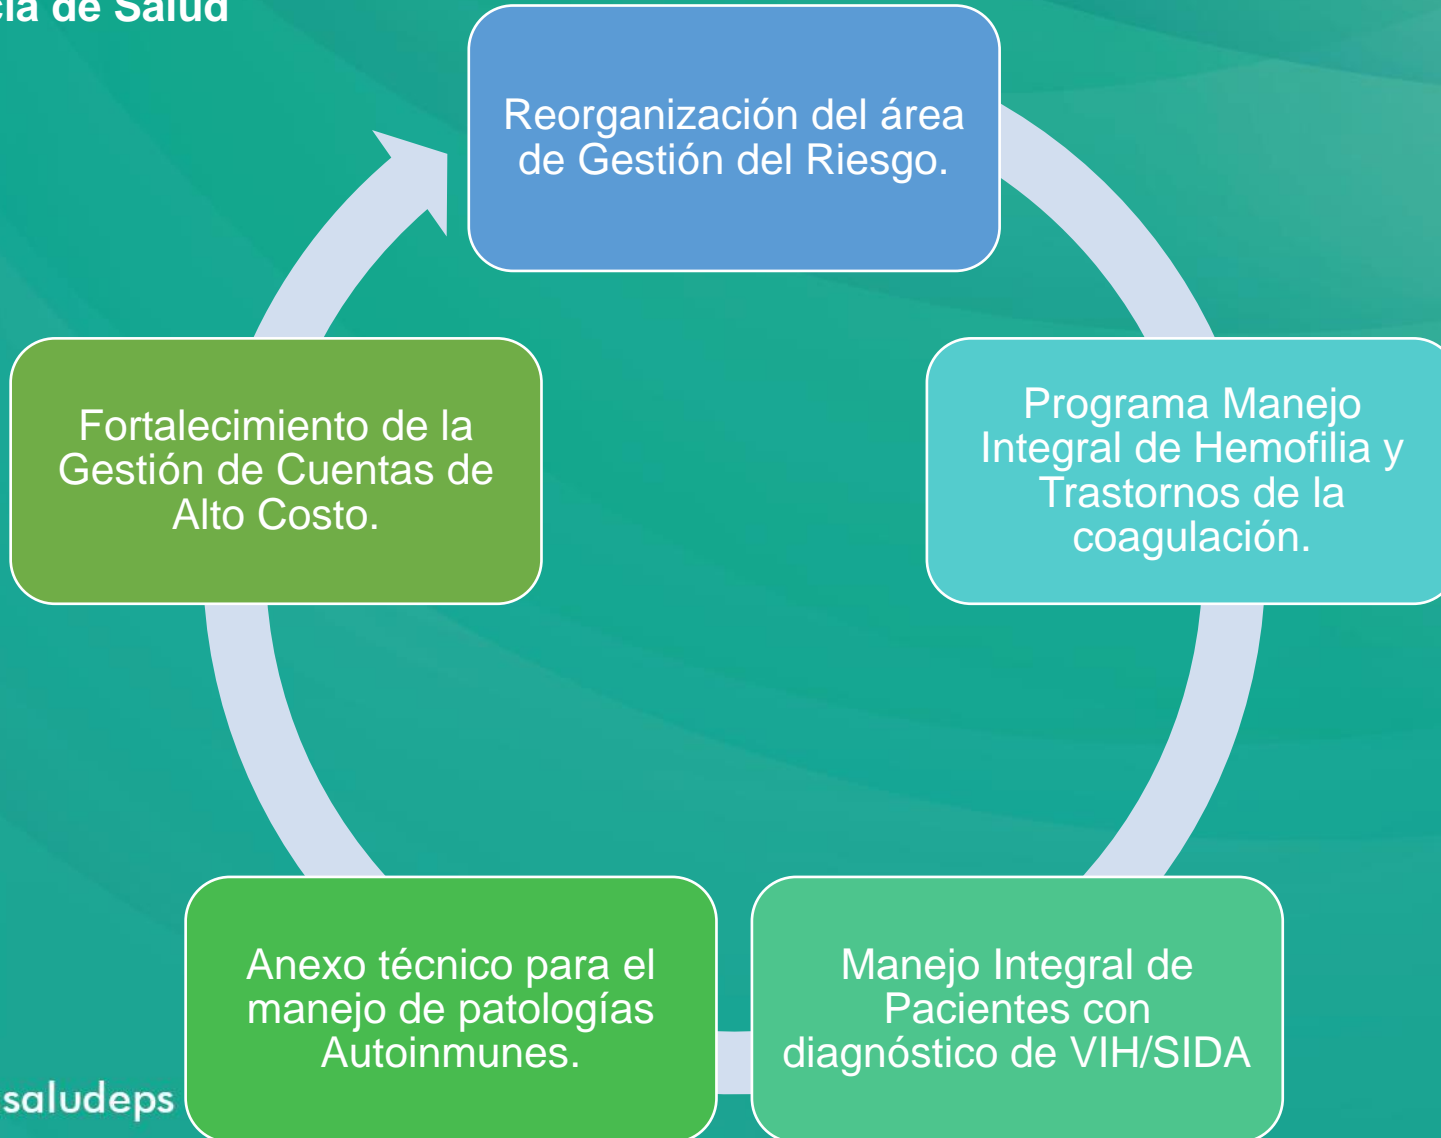 de Salud
Reorganización del área
de Gestión del Riesgo.
Programa Manejo
Integral de Hemofilia y
Trastornos de la
coagulación.
Manejo Integral de
Pacientes con
diagnóstico de VIH/SIDA
Anexo técnico para el
manejo de patologías
Autoinmunes.
Fortalecimiento de la
Gestión de Cuentas de
Alto Costo.
saludeps